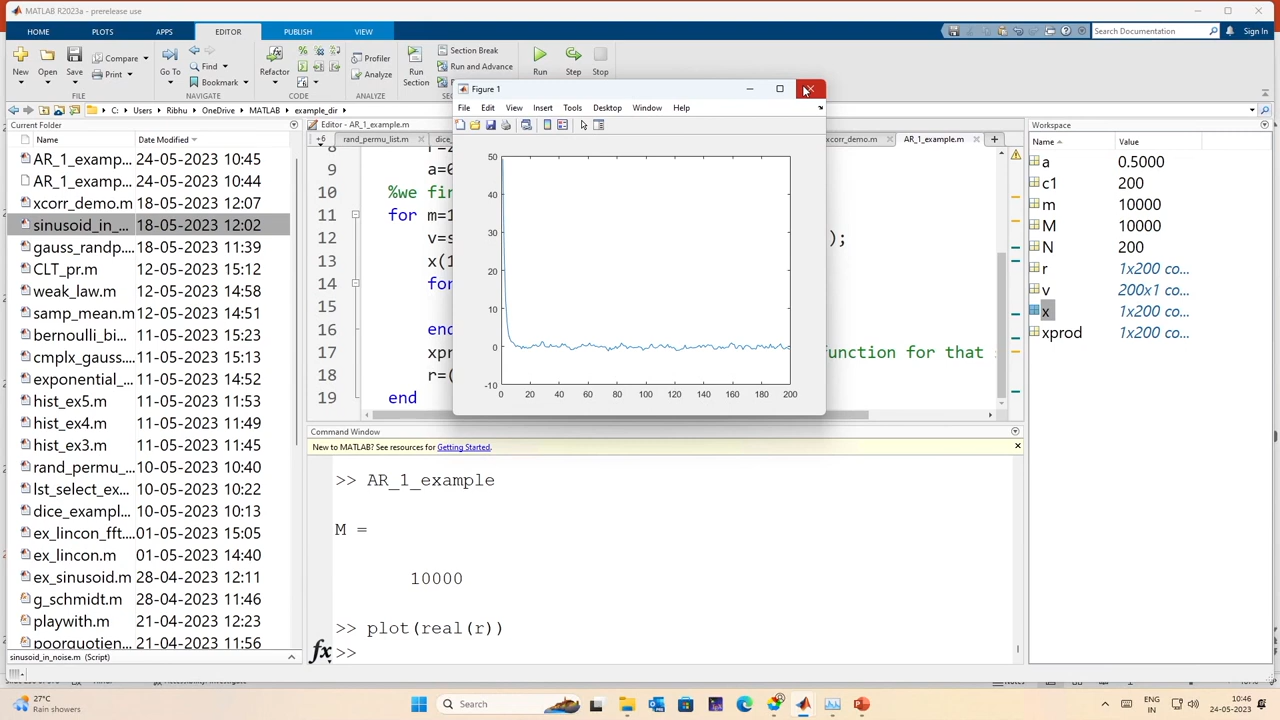 MATLAB R2023a - prerelease use
HOME PLOTS APPS EDITOR PUBLISH VIEW
Search Documentation Sign In
New Open Save Compare Print Go To Find Bookmark Refactor Profiler Analyze Run Section Section Break Run and Advance Run Step Stop
FILE NAVIGATE CODE ANALYZE
C: Users Ribhu OneDrive MATLAB example_dir
Current Folder
Name Date Modified
AR_1_examp... 24-05-2023 10:45
AR_1_examp... 24-05-2023 10:44
xcorr_demo.m 18-05-2023 12:07
sinusoid_in_... 18-05-2023 12:02
gauss_randp.... 18-05-2023 11:39
CLT_pr.m 12-05-2023 15:12
weak_law.m 12-05-2023 14:58
samp_mean.m 12-05-2023 14:51
bernoulli_bi... 11-05-2023 15:23
cmplx_gauss... 11-05-2023 15:13
exponential_... 11-05-2023 14:52
hist_ex5.m 11-05-2023 11:53
hist_ex4.m 11-05-2023 11:49
hist_ex3.m 11-05-2023 11:45
rand_permu_... 10-05-2023 10:40
lst_select_ex... 10-05-2023 10:22
dice_exampl... 10-05-2023 10:13
ex_lincon_fft... 01-05-2023 15:05
ex_lincon.m 01-05-2023 14:40
ex_sinusoid.m 28-04-2023 12:11
g_schmidt.m 28-04-2023 11:46
playwith.m 21-04-2023 12:23
poorquotien... 21-04-2023 11:56
sinusoid_in_noise.m (Script)
Editor - AR_1_example.m
+6 rand_permu_list.m dice_ xcorr_demo.m AR_1_example.m
9 a=0
10 %we fir
11 for m=1
12 v=s );
13 x(1
14 for
16 end
17 xpr function for that
18 r=(
19 end
Figure 1
File Edit View Insert Tools Desktop Window Help
50
40
30
20
10
0
-10
0 20 40 60 80 100 120 140 160 180 200
Command Window
New to MATLAB? See resources for Getting Started.
>> AR_1_example
M =
10000
>> plot(real(r))
fx >>
Workspace
Name Value
a 0.5000
c1 200
m 10000
M 10000
N 200
r 1x200 co...
v 200x1 co...
x 1x200 co...
xprod 1x200 co...
27°C
Rain showers
Search
ENG
IN
10:46
24-05-2023